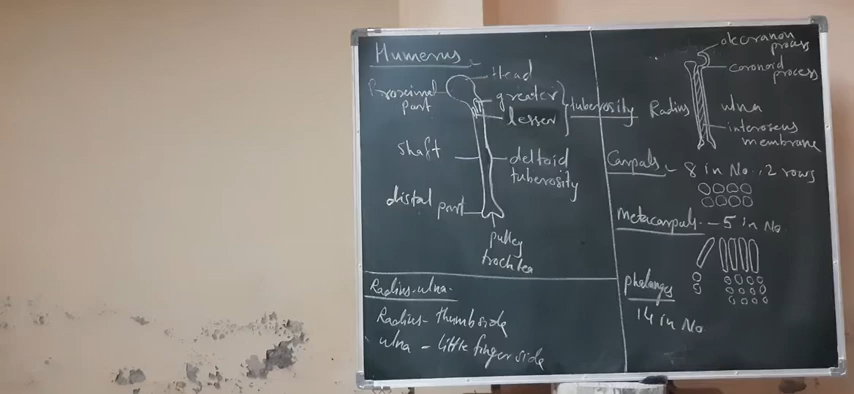 Humerus -
Head
Proximal part
greater
lesser
tuberosity
shaft
deltoid tuberosity
distal part
pulley
trochlea
Radius-ulna-
Radius - thumb side
ulna - little finger side
olecranon process
coronoid process
Radius
ulna
interoseus membrane
Carpals - 8 in No, 2 rows
Metacarpals - 5 in No.
phalanges
14 in No.